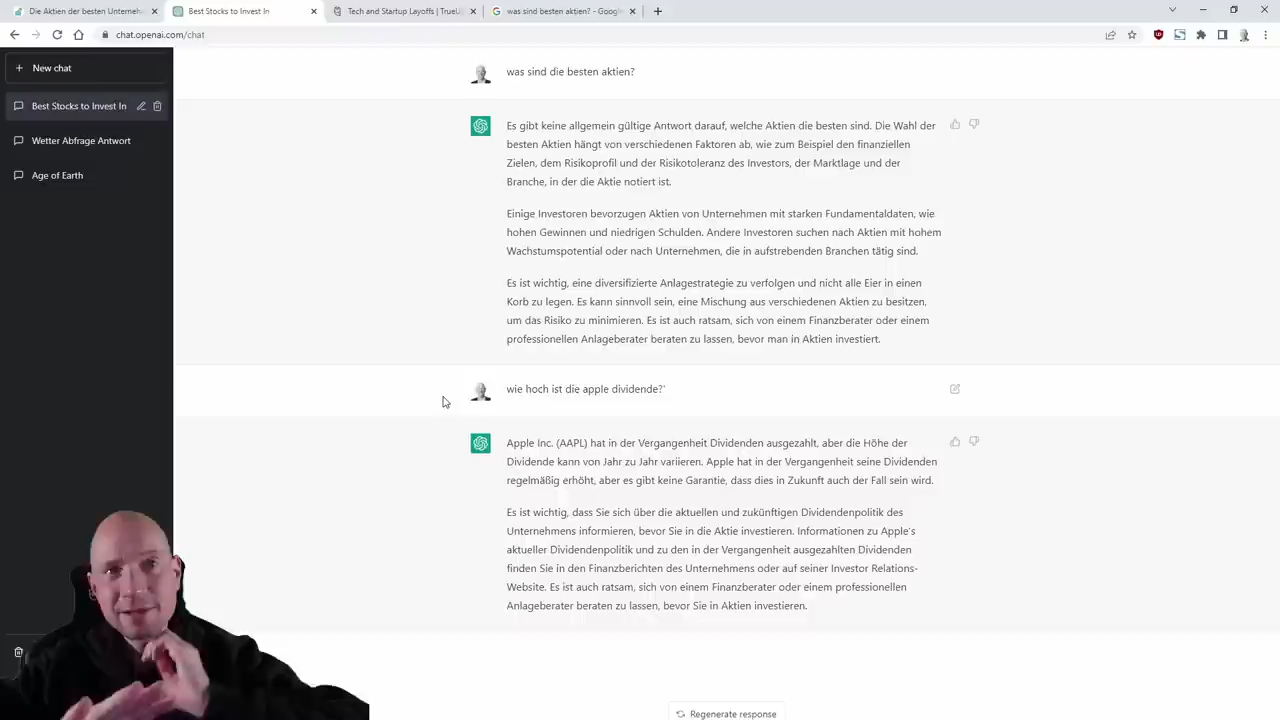 Die Aktien der besten Unterneh
Best Stocks to Invest In
Tech and Startup Layoffs | TrueU
was sind besten aktien? - Google
chat.openai.com/chat
New chat
Best Stocks to Invest In
Wetter Abfrage Antwort
Age of Earth
was sind die besten aktien?
Es gibt keine allgemein gültige Antwort darauf, welche Aktien die besten sind. Die Wahl der
besten Aktien hängt von verschiedenen Faktoren ab, wie zum Beispiel den finanziellen
Zielen, dem Risikoprofil und der Risikotoleranz des Investors, der Marktlage und der
Branche, in der die Aktie notiert ist.
Einige Investoren bevorzugen Aktien von Unternehmen mit starken Fundamentaldaten, wie
hohen Gewinnen und niedrigen Schulden. Andere Investoren suchen nach Aktien mit hohem
Wachstumspotential oder nach Unternehmen, die in aufstrebenden Branchen tätig sind.
Es ist wichtig, eine diversifizierte Anlagestrategie zu verfolgen und nicht alle Eier in einen
Korb zu legen. Es kann sinnvoll sein, eine Mischung aus verschiedenen Aktien zu besitzen,
um das Risiko zu minimieren. Es ist auch ratsam, sich von einem Finanzberater oder einem
professionellen Anlageberater beraten zu lassen, bevor man in Aktien investiert.
wie hoch ist die apple dividende?'
Apple Inc. (AAPL) hat in der Vergangenheit Dividenden ausgezahlt, aber die Höhe der
Dividende kann von Jahr zu Jahr variieren. Apple hat in der Vergangenheit seine Dividenden
regelmäßig erhöht, aber es gibt keine Garantie, dass dies in Zukunft auch der Fall sein wird.
Es ist wichtig, dass Sie sich über die aktuellen und zukünftigen Dividendenpolitik des
Unternehmens informieren, bevor Sie in die Aktie investieren. Informationen zu Apple's
aktueller Dividendenpolitik und zu den in der Vergangenheit ausgezahlten Dividenden
finden Sie in den Finanzberichten des Unternehmens oder auf seiner Investor Relations-
Website. Es ist auch ratsam, sich von einem Finanzberater oder einem professionellen
Anlageberater beraten zu lassen, bevor Sie in Aktien investieren.
Regenerate response